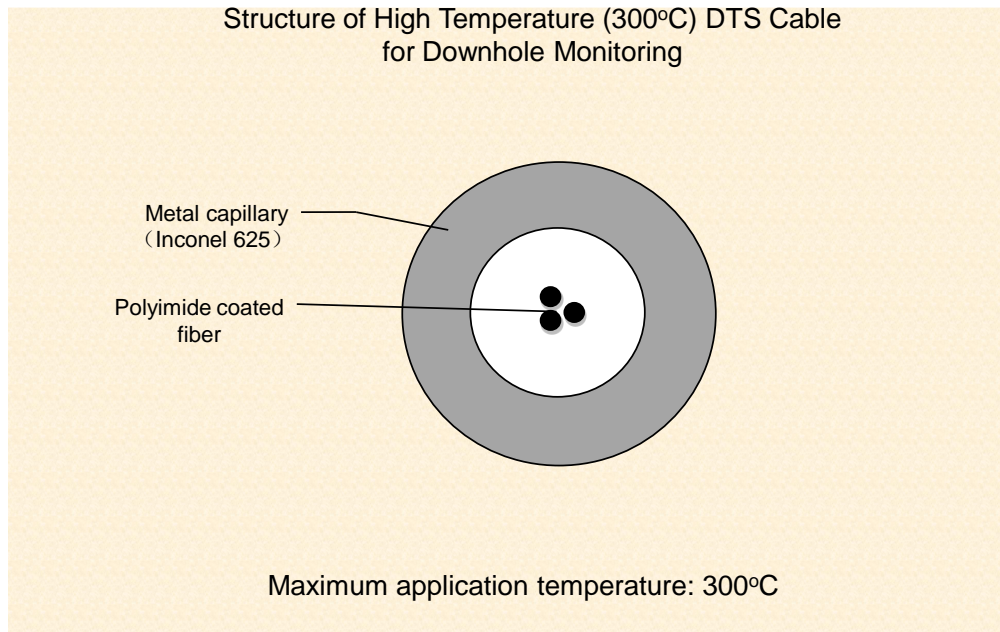 Structure of High Temperature (300ºC) DTS Cable
for Downhole Monitoring
Metal capillary
（Inconel 625）
Polyimide coated
fiber
Maximum application temperature: 300ºC